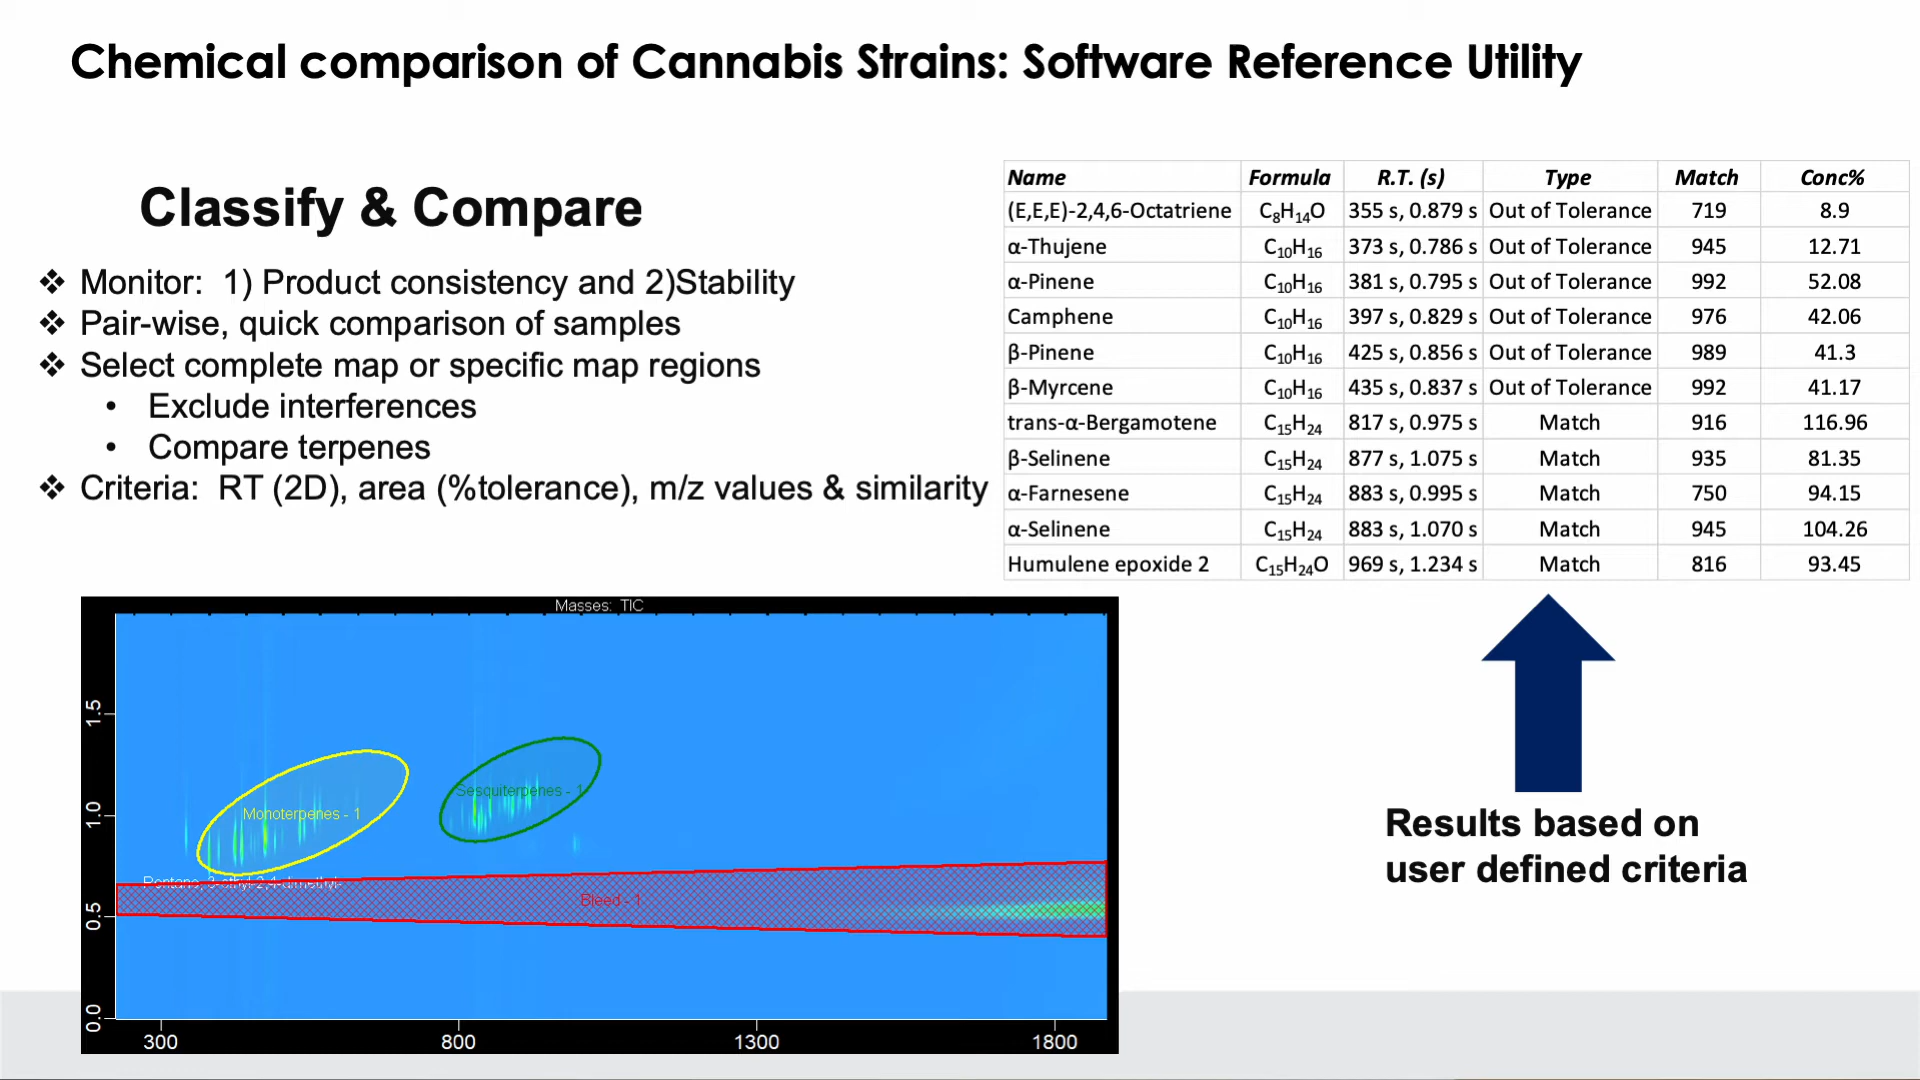 Chemical comparison of Cannabis Strains: Software Reference Utility
Classify & Compare
❖ Monitor: 1) Product consistency and 2)Stability
❖ Pair-wise, quick comparison of samples
❖ Select complete map or specific map regions
• Exclude interferences
• Compare terpenes
❖ Criteria: RT (2D), area (%tolerance), m/z values & similarity
Name Formula R.T. (s) Type Match Conc%
(E,E,E)-2,4,6-Octatriene C₈H₁₄O 355 s, 0.879 s Out of Tolerance 719 8.9
α-Thujene C₁₀H₁₆ 373 s, 0.786 s Out of Tolerance 945 12.71
α-Pinene C₁₀H₁₆ 381 s, 0.795 s Out of Tolerance 992 52.08
Camphene C₁₀H₁₆ 397 s, 0.829 s Out of Tolerance 976 42.06
β-Pinene C₁₀H₁₆ 425 s, 0.856 s Out of Tolerance 989 41.3
β-Myrcene C₁₀H₁₆ 435 s, 0.837 s Out of Tolerance 992 41.17
trans-α-Bergamotene C₁₅H₂₄ 817 s, 0.975 s Match 916 116.96
β-Selinene C₁₅H₂₄ 877 s, 1.075 s Match 935 81.35
α-Farnesene C₁₅H₂₄ 883 s, 0.995 s Match 750 94.15
α-Selinene C₁₅H₂₄ 883 s, 1.070 s Match 945 104.26
Humulene epoxide 2 C₁₅H₂₄O 969 s, 1.234 s Match 816 93.45
Results based on
user defined criteria
Masses: TIC
1.5
1.0
0.5
0.0
Monoterpenes - 1
Sesquiterpenes - 1
Pentane, 3-ethyl-2,4-dimethyl-
Bleed - 1
300 800 1300 1800